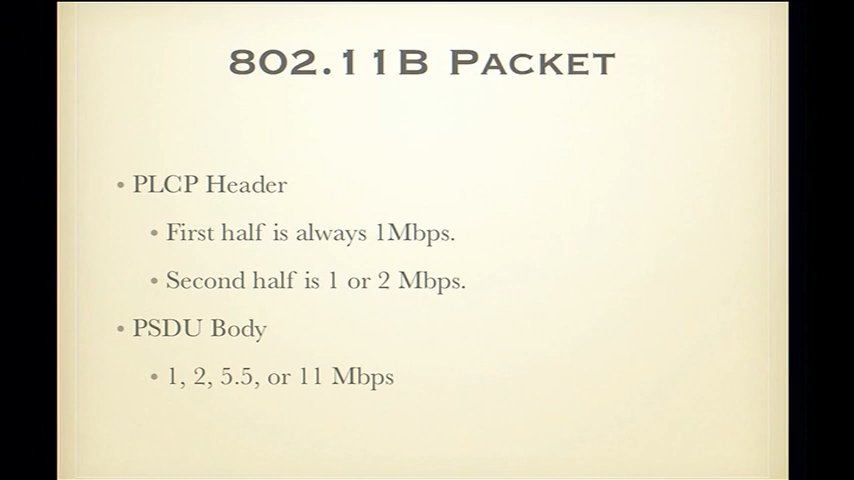 802.11B Packet
• PLCP Header
• First half is always 1Mbps.
• Second half is 1 or 2 Mbps.
• PSDU Body
• 1, 2, 5.5, or 11 Mbps